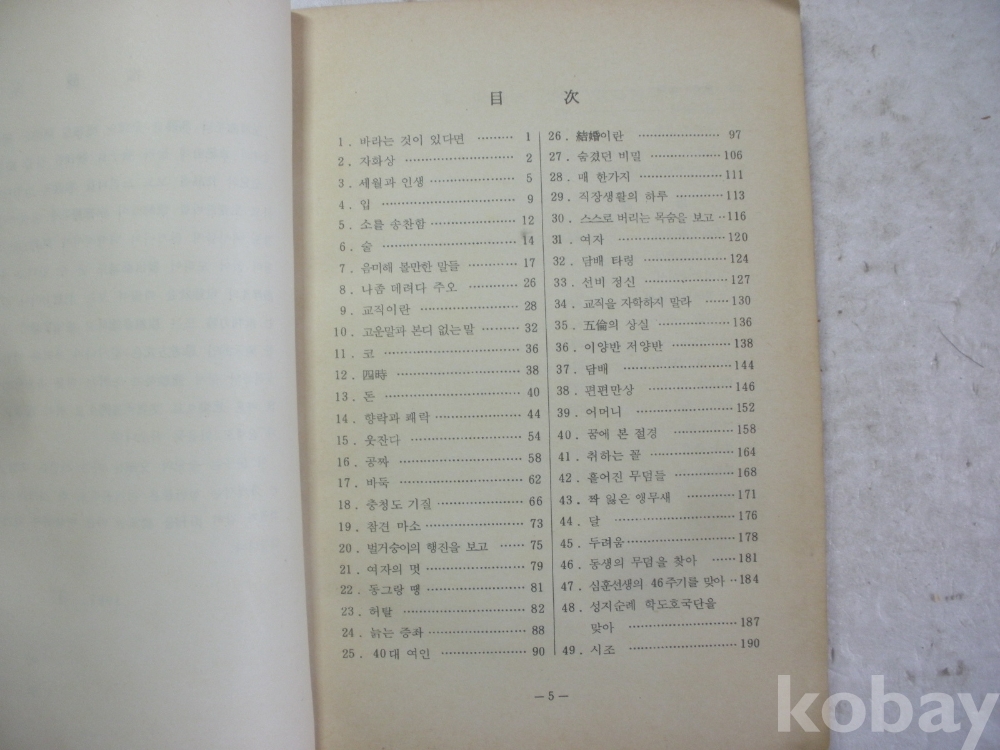 目 次
1. 바라는 것이 있다면 ……… 1
2. 자화상 ……… 2
3. 세월과 인생 ……… 5
4. 입 ……… 9
5. 소를 송찬함 ……… 12
6. 술 ……… 14
7. 음미해 볼만한 말들 ……… 17
8. 나좀 데려다 주오 ……… 26
9. 교직이란 ……… 28
10. 고운말과 본디 없는말 ……… 32
11. 코 ……… 36
12. 四時 ……… 38
13. 돈 ……… 40
14. 향락과 쾌락 ……… 44
15. 웃잔다 ……… 54
16. 공짜 ……… 58
17. 바둑 ……… 62
18. 충청도 기질 ……… 66
19. 참견 마소 ……… 73
20. 벌거숭이의 행진을 보고 …… 75
21. 여자의 멋 ……… 79
22. 동그랑 땡 ……… 81
23. 허탈 ……… 82
24. 늙는 증좌 ……… 88
25. 40대 여인 ……… 90
26. 結婚이란 ……… 97
27. 숨겼던 비밀 ……… 106
28. 매 한가지 ……… 111
29. 직장생활의 하루 ……… 113
30. 스스로 버리는 목숨을 보고 ‥ 116
31. 여자 ……… 120
32. 담배 타령 ……… 124
33. 선비 정신 ……… 127
34. 교직을 자학하지 말라 …… 130
35. 五倫의 상실 ……… 136
36. 이양반 저양반 ……… 138
37. 담배 ……… 144
38. 편편만상 ……… 146
39. 어머니 ……… 152
40. 꿈에 본 절경 ……… 158
41. 취하는 꼴 ……… 164
42. 흩어진 무덤들 ……… 168
43. 짝 잃은 앵무새 ……… 171
44. 달 ……… 176
45. 두려움 ……… 178
46. 동생의 무덤을 찾아 ……… 181
47. 심훈선생의 46주기를 맞아 ‥ 184
48. 성지순례 학도호국단을
맞아 ……… 187
49. 시조 ……… 190
— 5 —
kobay